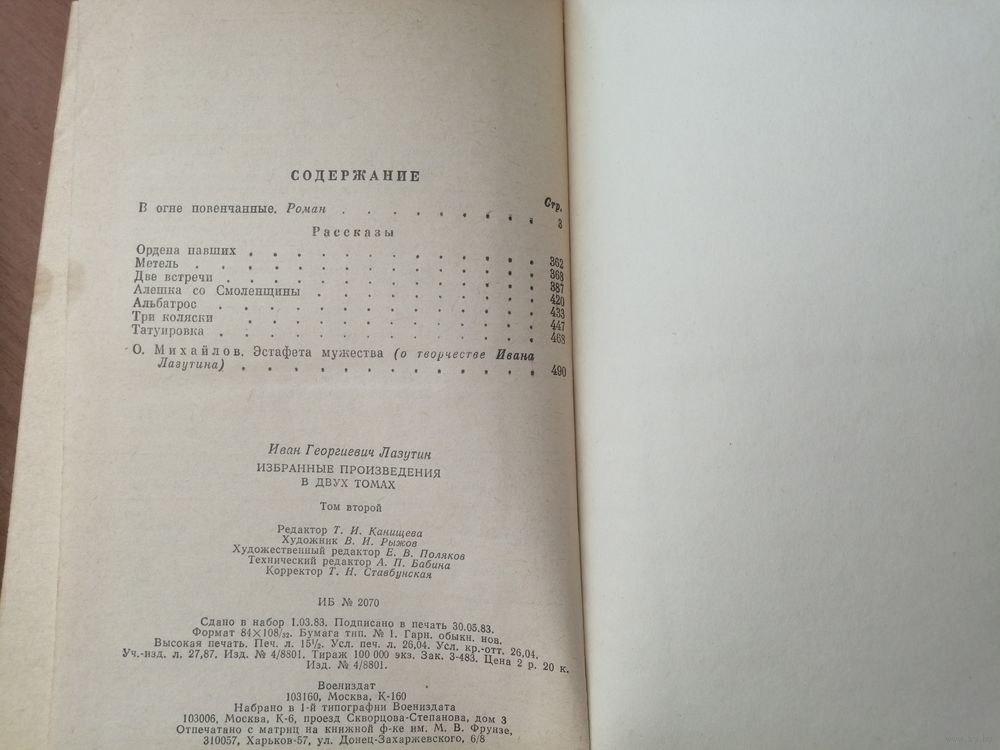 СОДЕРЖАНИЕ
Стр.
В огне повенчанные. Роман . . . . . . . . . 3
Рассказы
Ордена павших . . . . . . . . . . . . 362
Метель . . . . . . . . . . . . . . 368
Две встречи . . . . . . . . . . . . . 387
Алешка со Смоленщины . . . . . . . . . 420
Альбатрос . . . . . . . . . . . . . 433
Три коляски . . . . . . . . . . . . . 447
Татуировка . . . . . . . . . . . . . 468
О. Михайлов. Эстафета мужества (о творчестве Ивана
Лазутина) . . . . . . . . . . . . . 490
Иван Георгиевич Лазутин
ИЗБРАННЫЕ ПРОИЗВЕДЕНИЯ
В ДВУХ ТОМАХ
Том второй
Редактор Т. И. Канищева
Художник В. И. Рыжов
Художественный редактор Е. В. Поляков
Технический редактор А. П. Бабина
Корректор Т. Н. Ставбунская
ИБ № 2070
Сдано в набор 1.03.83. Подписано в печать 30.05.83.
Формат 84×108/32. Бумага тип. № 1. Гарн. обыкн. нов.
Высокая печать. Печ. л. 15½. Усл. печ. л. 26,04. Усл. кр.-отт. 26,04.
Уч.-изд. л. 27,87. Изд. № 4/8801. Тираж 100 000 экз. Зак. 3-483. Цена 2 р. 20 к.
Изд. № 4/8801.
Воениздат
103160, Москва, К-160
Набрано в 1-й типографии Воениздата
103006, Москва, К-6, проезд Скворцова-Степанова, дом 3
Отпечатано с матриц на книжной ф-ке им. М. В. Фрунзе,
310057, Харьков-57, ул. Донец-Захаржевского, 6/8